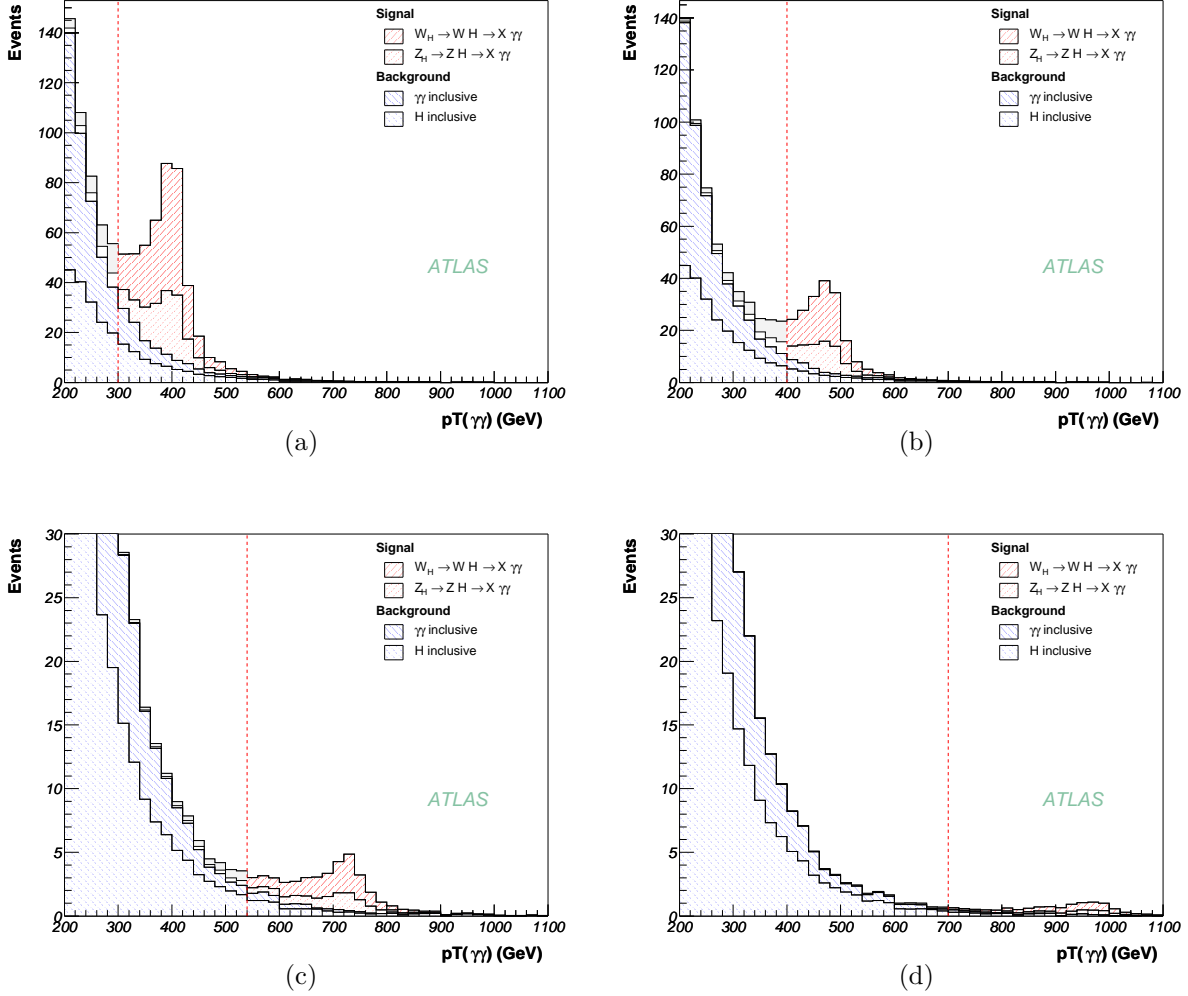 Events
140
120
100
80
60
40
20
0
200 300 400 500 600 700 800 900 1000 1100
pT(γγ) (GeV)
Signal
W_H → W H → X γγ
Z_H → Z H → X γγ
Background
γγ inclusive
H inclusive
ATLAS
(a)
Events
140
120
100
80
60
40
20
0
200 300 400 500 600 700 800 900 1000 1100
pT(γγ) (GeV)
Signal
W_H → W H → X γγ
Z_H → Z H → X γγ
Background
γγ inclusive
H inclusive
ATLAS
(b)
Events
30
25
20
15
10
5
0
200 300 400 500 600 700 800 900 1000 1100
pT(γγ) (GeV)
Signal
W_H → W H → X γγ
Z_H → Z H → X γγ
Background
γγ inclusive
H inclusive
ATLAS
(c)
Events
30
25
20
15
10
5
0
200 300 400 500 600 700 800 900 1000 1100
pT(γγ) (GeV)
Signal
W_H → W H → X γγ
Z_H → Z H → X γγ
Background
γγ inclusive
H inclusive
ATLAS
(d)